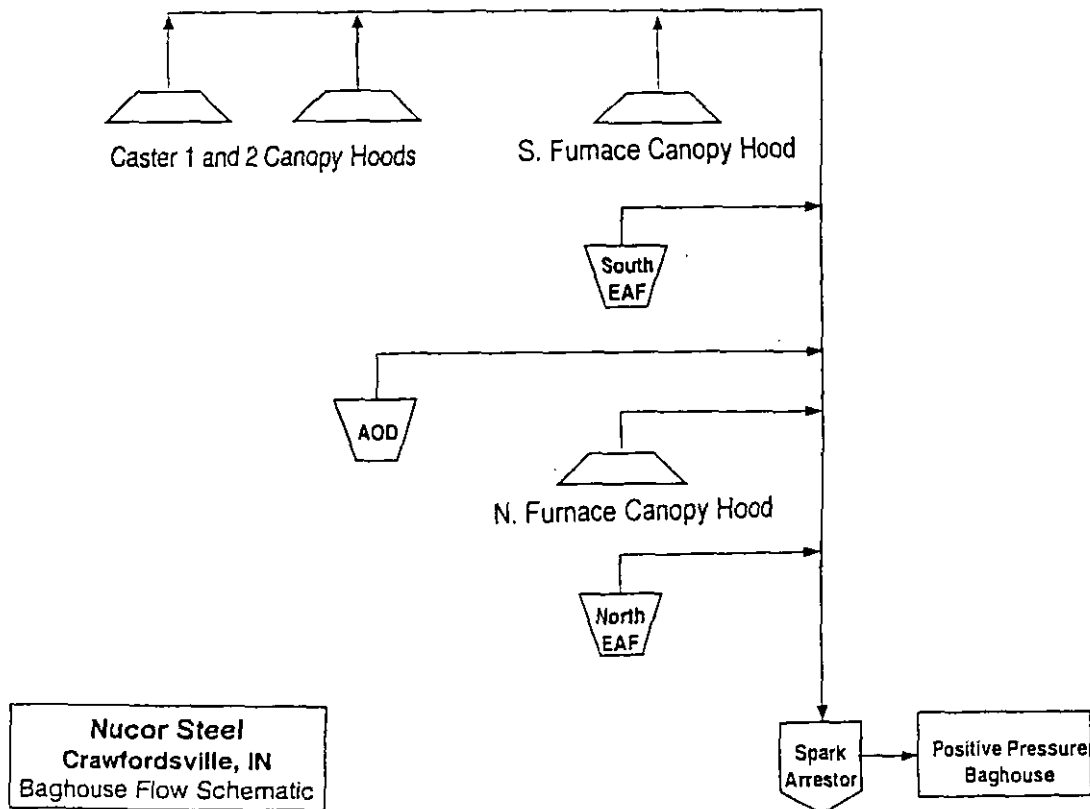 Caster 1 and 2 Canopy Hoods
S. Furnace Canopy Hood
South
EAF
AOD
N. Furnace Canopy Hood
North
EAF
Nucor Steel
Crawfordsville, IN
Baghouse Flow Schematic
Spark
Arrestor
Positive Pressure
Baghouse